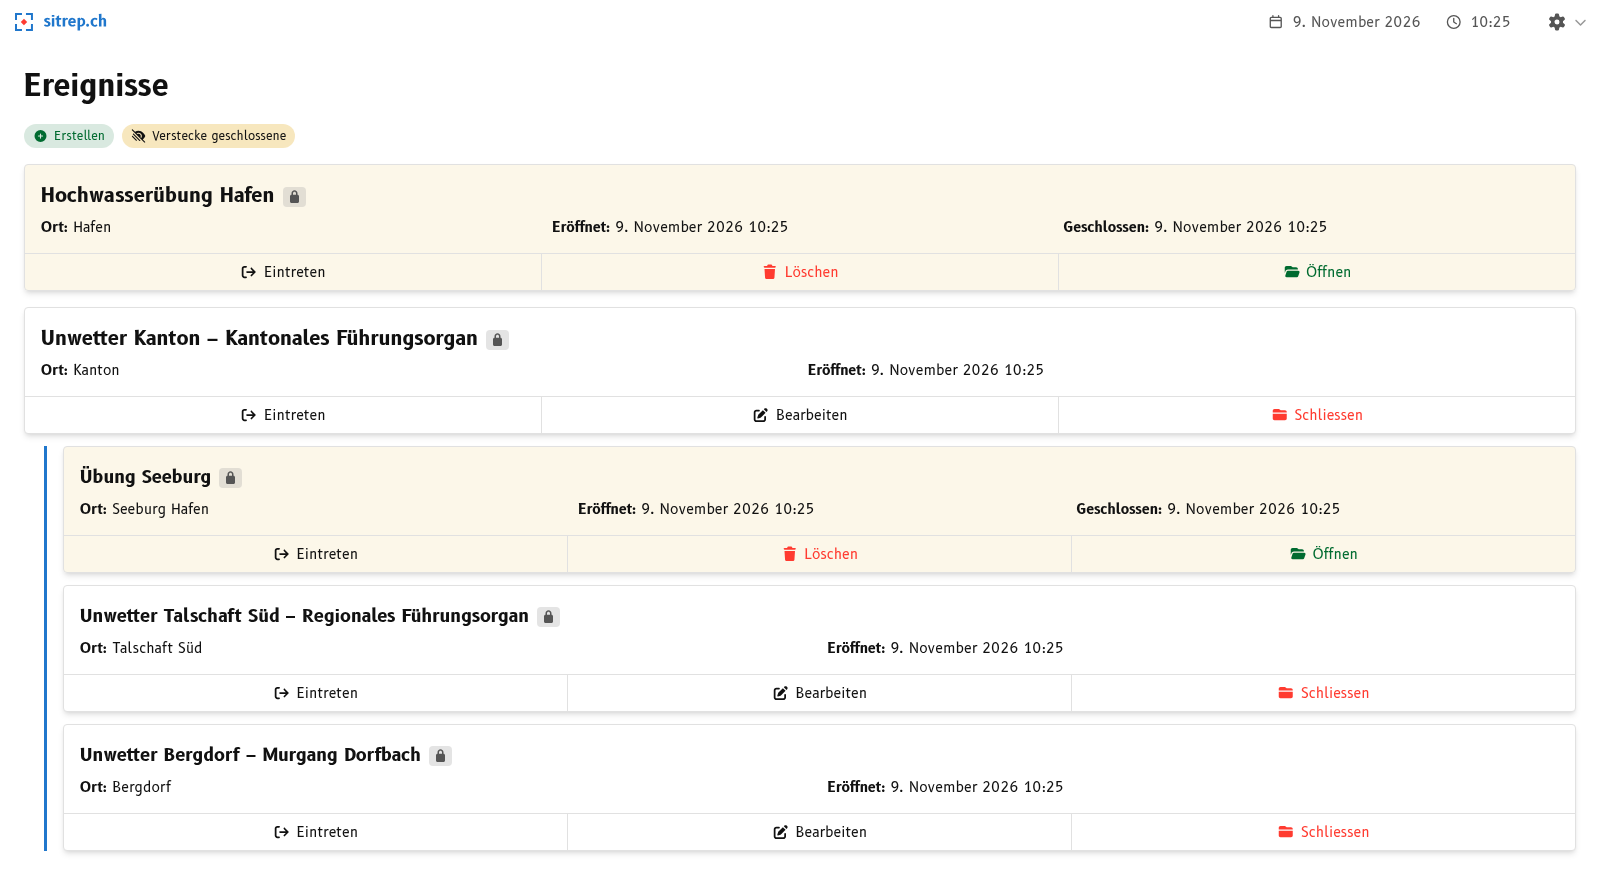 sitrep.ch 9. November 2026 10:25
Ereignisse
Erstellen Verstecke geschlossene
Hochwasserübung Hafen
Ort: Hafen Eröffnet: 9. November 2026 10:25 Geschlossen: 9. November 2026 10:25
Eintreten Löschen Öffnen
Unwetter Kanton – Kantonales Führungsorgan
Ort: Kanton Eröffnet: 9. November 2026 10:25
Eintreten Bearbeiten Schliessen
Übung Seeburg
Ort: Seeburg Hafen Eröffnet: 9. November 2026 10:25 Geschlossen: 9. November 2026 10:25
Eintreten Löschen Öffnen
Unwetter Talschaft Süd – Regionales Führungsorgan
Ort: Talschaft Süd Eröffnet: 9. November 2026 10:25
Eintreten Bearbeiten Schliessen
Unwetter Bergdorf – Murgang Dorfbach
Ort: Bergdorf Eröffnet: 9. November 2026 10:25
Eintreten Bearbeiten Schliessen